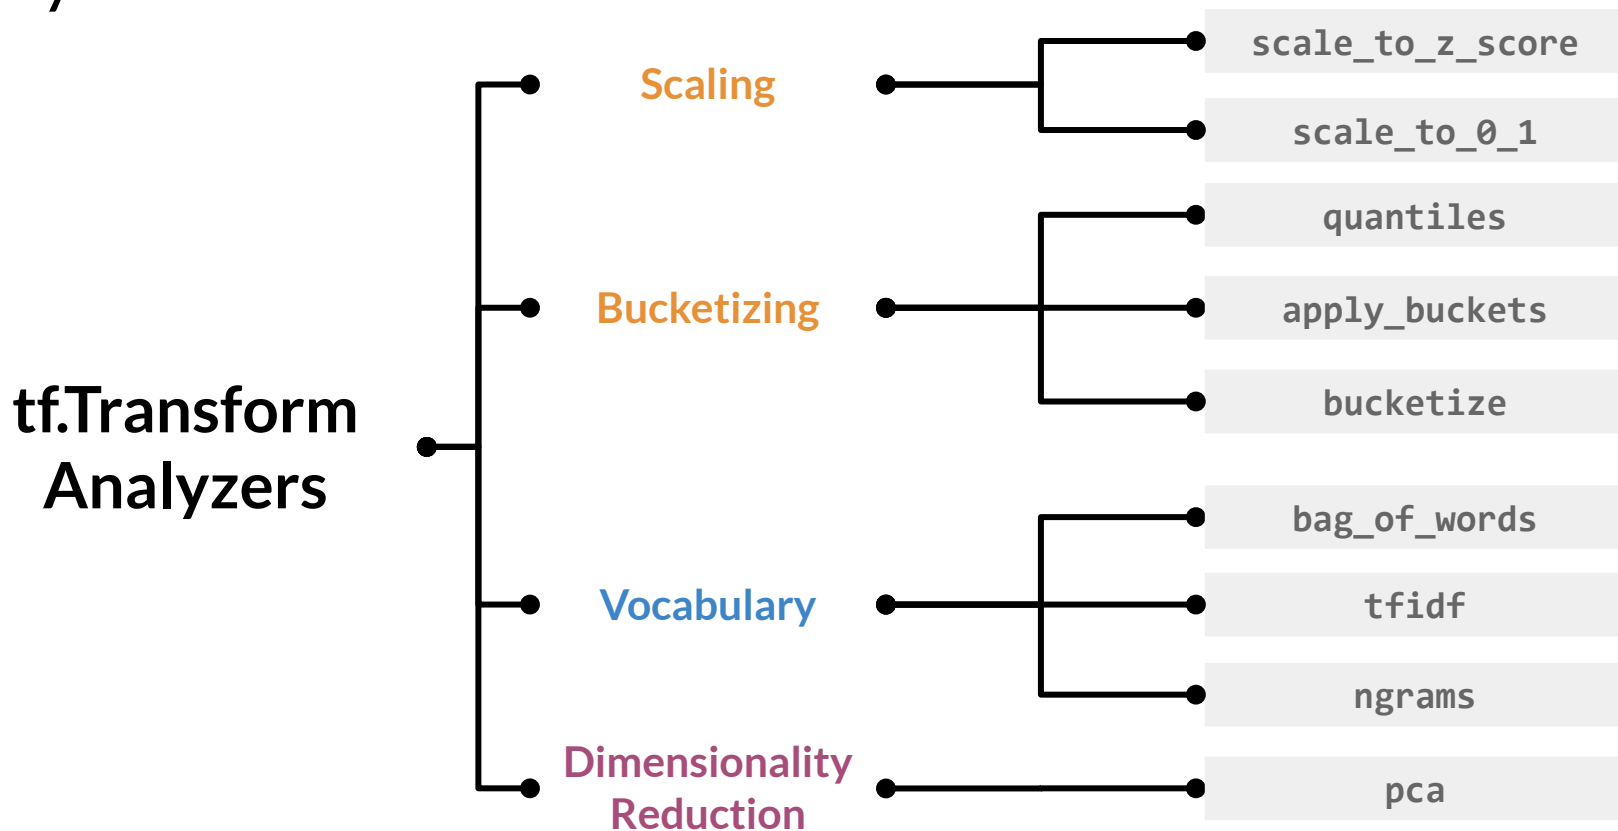 tf.Transform
Analyzers
Scaling
scale_to_z_score
scale_to_0_1
Bucketizing
quantiles
apply_buckets
bucketize
Vocabulary
bag_of_words
tfidf
ngrams
Dimensionality
Reduction
pca